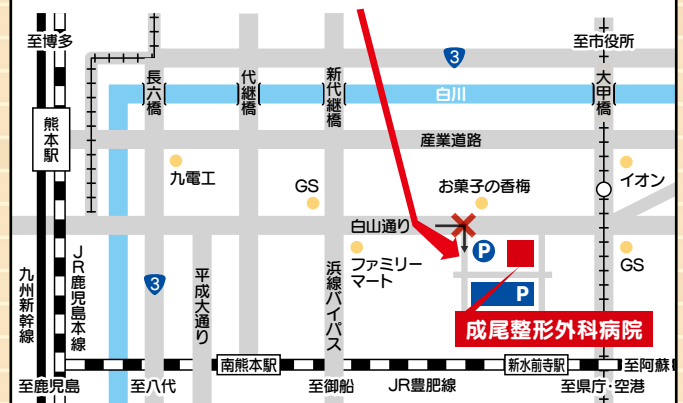 至博多
3
至市役所
長六橋
代継橋
新代継橋
白川
大甲橋
熊本駅
産業道路
九電工
GS
お菓子の香梅
イオン
白山通り
P
ファミリー
マート
GS
九州新幹線
JR鹿児島本線
3
平成大通り
浜線バイパス
P
成尾整形外科病院
南熊本駅
新水前寺駅
至阿蘇
至鹿児島
至八代
至御船
JR豊肥線
至県庁・空港